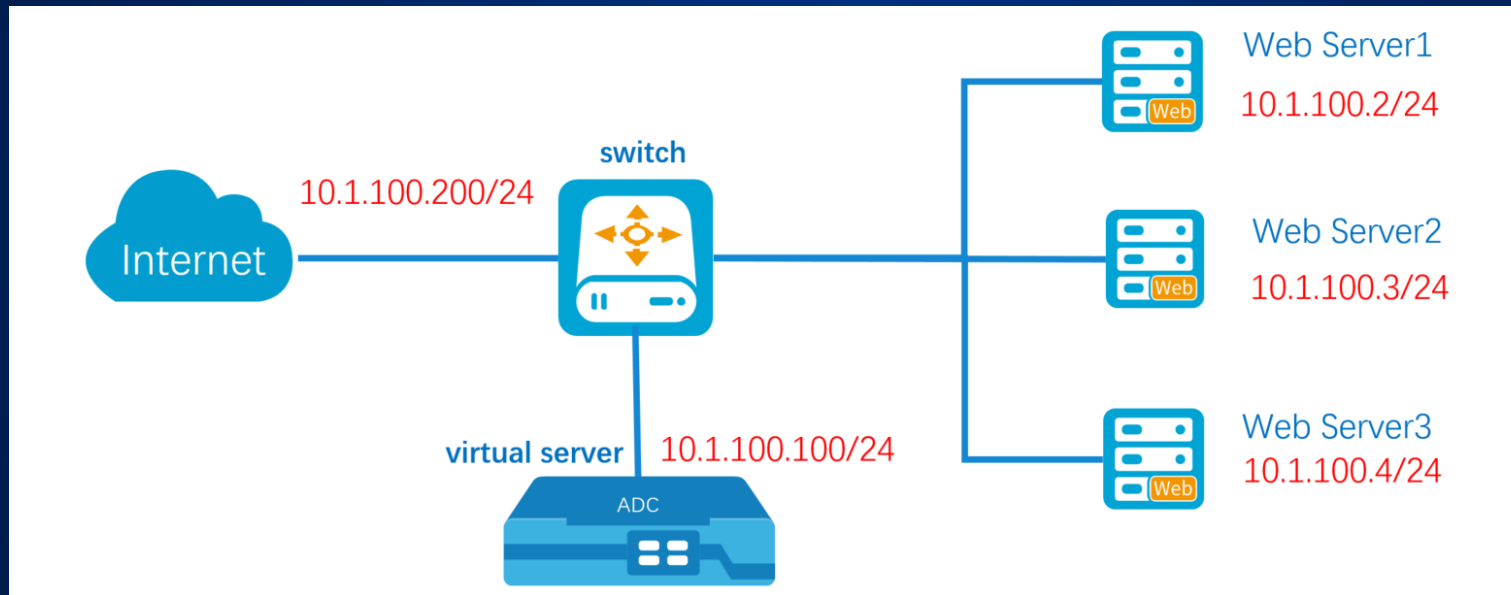 Web Server1
Web
10.1.100.2/24
switch
10.1.100.200/24
Internet
Web Server2
Web
10.1.100.3/24
virtual server
10.1.100.100/24
ADC
Web Server3
10.1.100.4/24
Web